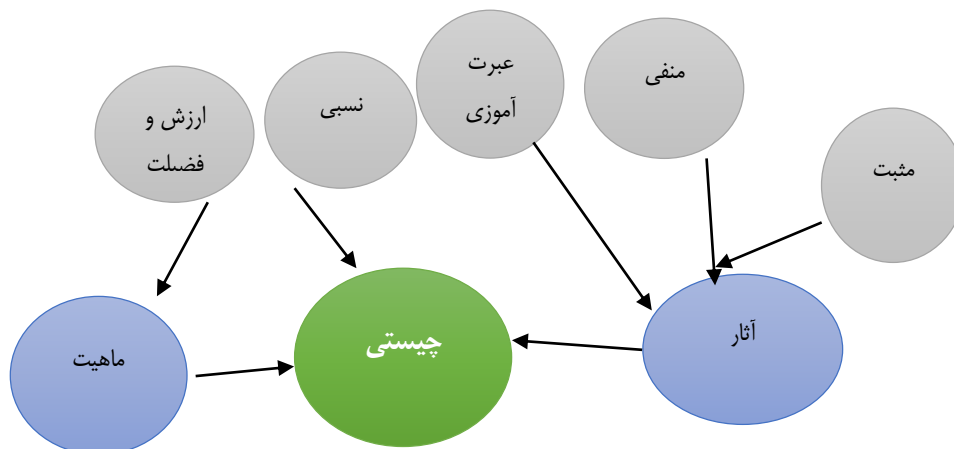 عبرت
آموزی
منفی
نسبی
ارزش و
فضلت
مثبت
آثار
چیستی
ماهیت